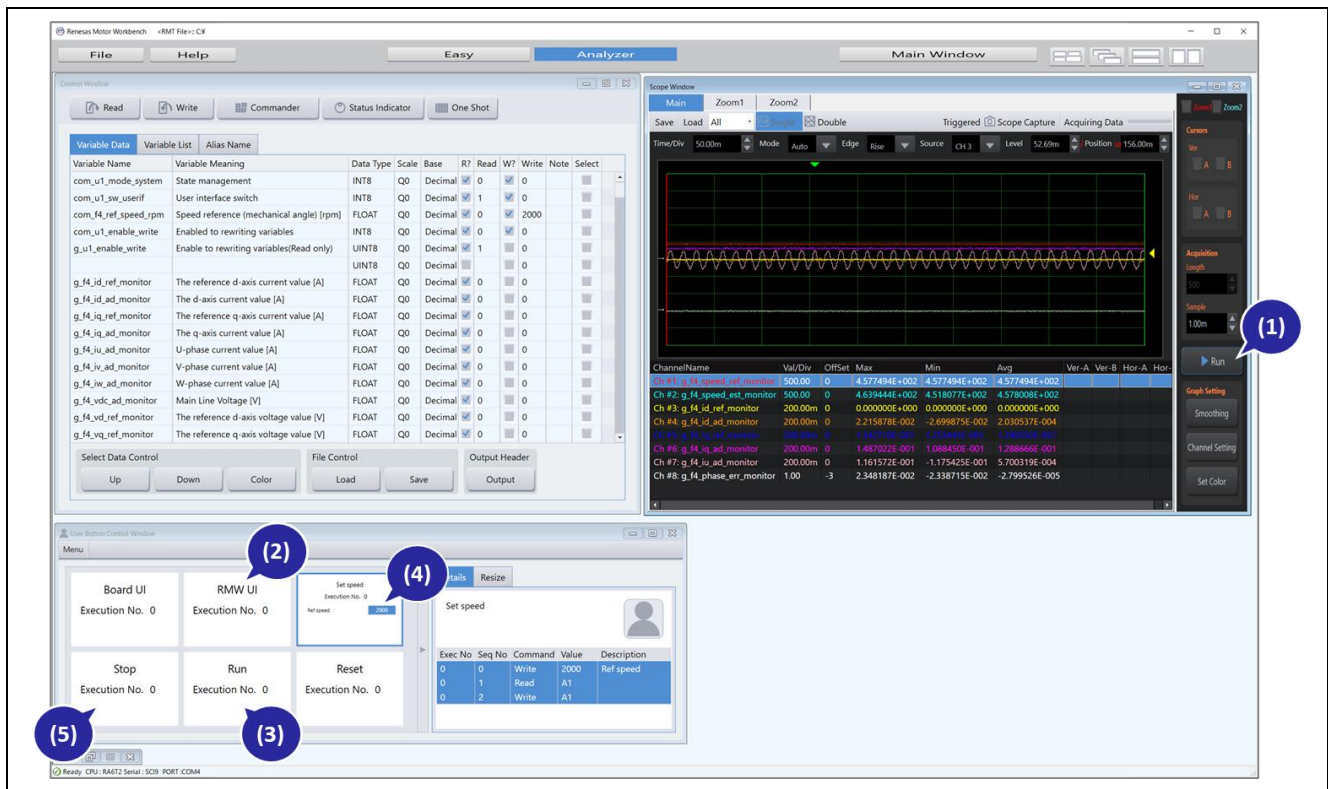 Renesas Motor Workbench <RMT File>:: C:¥
File Help Easy Analyzer Main Window
Control Window
Read Write Commander Status Indicator One Shot
Variable Data Variable List Alias Name
Variable Name Variable Meaning Data Type Scale Base R? Read W? Write Note Select
com_u1_mode_system State management INT8 Q0 Decimal 0 0
com_u1_sw_userif User interface switch INT8 Q0 Decimal 1 0
com_f4_ref_speed_rpm Speed reference (mechanical angle) [rpm] FLOAT Q0 Decimal 0 2000
com_u1_enable_write Enabled to rewriting variables INT8 Q0 Decimal 0 0
g_u1_enable_write Enable to rewriting variables(Read only) UINT8 Q0 Decimal 1 0
UINT8 Q0 Decimal 0
g_f4_id_ref_monitor The reference d-axis current value [A] FLOAT Q0 Decimal 0 0
g_f4_id_ad_monitor The d-axis current value [A] FLOAT Q0 Decimal 0 0
g_f4_iq_ref_monitor The reference q-axis current value [A] FLOAT Q0 Decimal 0 0
g_f4_iq_ad_monitor The q-axis current value [A] FLOAT Q0 Decimal 0 0
g_f4_iu_ad_monitor U-phase current value [A] FLOAT Q0 Decimal 0 0
g_f4_iv_ad_monitor V-phase current value [A] FLOAT Q0 Decimal 0 0
g_f4_iw_ad_monitor W-phase current value [A] FLOAT Q0 Decimal 0 0
g_f4_vdc_ad_monitor Main Line Voltage [V] FLOAT Q0 Decimal 0 0
g_f4_vd_ref_monitor The reference d-axis voltage value [V] FLOAT Q0 Decimal 0 0
g_f4_vq_ref_monitor The reference q-axis voltage value [V] FLOAT Q0 Decimal 0 0
Select Data Control File Control Output Header
Up Down Color Load Save Output
Scope Window
Main Zoom1 Zoom2
Save Load All Single Double Triggered Scope Capture Acquiring Data
Time/Div 50.00m Mode Auto Edge Rise Source CH 3 Level 52.69m Position 156.00m
ChannelName Val/Div OffSet Max Min Avg Ver-A Ver-B Hor-A Hor-
Ch #1: g_f4_speed_ref_monitor 500.00 0 4.577494E+002 4.577494E+002 4.577494E+002
Ch #2: g_f4_speed_est_monitor 500.00 0 4.639444E+002 4.518077E+002 4.578008E+002
Ch #3: g_f4_id_ref_monitor 200.00m 0 0.000000E+000 0.000000E+000 0.000000E+000
Ch #4: g_f4_id_ad_monitor 200.00m 0 2.215878E-002 -2.699875E-002 2.030537E-004
Ch #6: g_f4_iq_ad_monitor 200.00m 0 1.487022E-001 1.088450E-001 1.288666E-001
Ch #7: g_f4_iu_ad_monitor 200.00m 0 1.161572E-001 -1.175425E-001 5.700319E-004
Ch #8: g_f4_phase_err_monitor 1.00 -3 2.348187E-002 -2.338715E-002 -2.799526E-005
Zoom1 Zoom2
Cursors
Ver
A B
Hor
A B
Acquisition
Length
500
Sample
1.00m
(1)
Run
Graph Setting
Smoothing
Channel Setting
Set Color
User Button Control Window
Menu
(2)
(4)
Board UI
Execution No. 0
RMW UI
Execution No. 0
Set speed
Execution No. 0
Ref speed 2000
Stop
Execution No. 0
Run
Execution No. 0
Reset
Execution No. 0
(5)
(3)
Resize
Set speed
Exec No Seq No Command Value Description
0 0 Write 2000 Ref speed
0 1 Read A1
0 2 Write A1
Ready CPU : RA6T2 Serial : SCI9 PORT :COM4